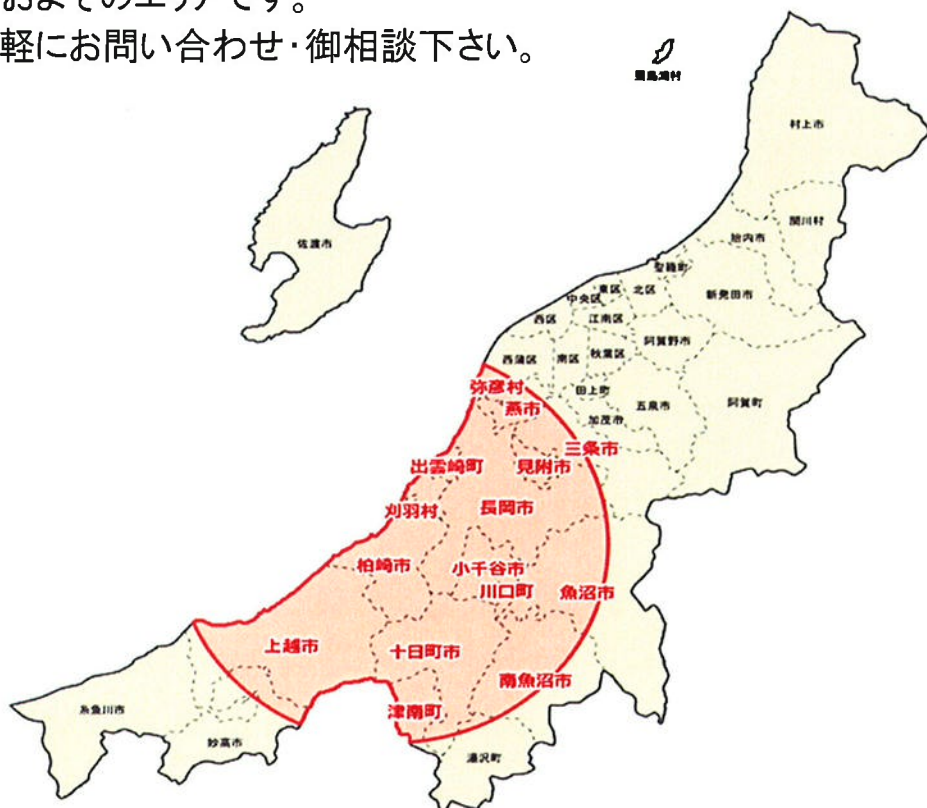 おおよそのエリアです。
軽にお問い合わせ・御相談下さい。
粟島浦村
村上市
関川村
胎内市
佐渡市
聖籠町
新発田市
東区
北区
中央区
西区
江南区
阿賀野市
西蒲区
南区
秋葉区
弥彦村
田上町
燕市
五泉市
阿賀町
加茂市
三条市
出雲崎町
見附市
刈羽村
長岡市
柏崎市
小千谷市
川口町
魚沼市
上越市
十日町市
南魚沼市
糸魚川市
津南町
妙高市
湯沢町